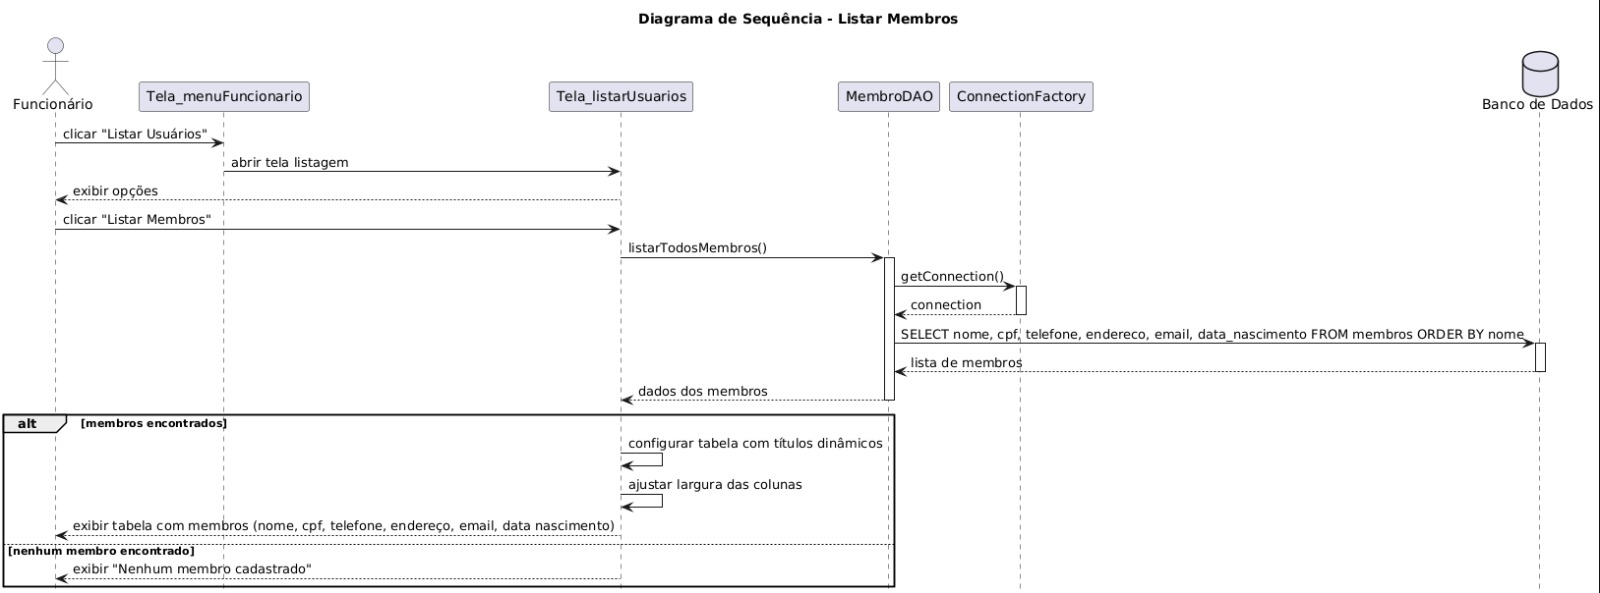 Diagrama de Sequência - Listar Membros
Funcionário
Tela_menuFuncionario
Tela_listarUsuarios
MembroDAO
ConnectionFactory
Banco de Dados
clicar "Listar Usuários"
abrir tela listagem
exibir opções
clicar "Listar Membros"
listarTodosMembros()
getConnection()
connection
SELECT nome, cpf, telefone, endereco, email, data_nascimento FROM membros ORDER BY nome
lista de membros
dados dos membros
alt [membros encontrados]
configurar tabela com títulos dinâmicos
ajustar largura das colunas
exibir tabela com membros (nome, cpf, telefone, endereço, email, data nascimento)
[nenhum membro encontrado]
exibir "Nenhum membro cadastrado"